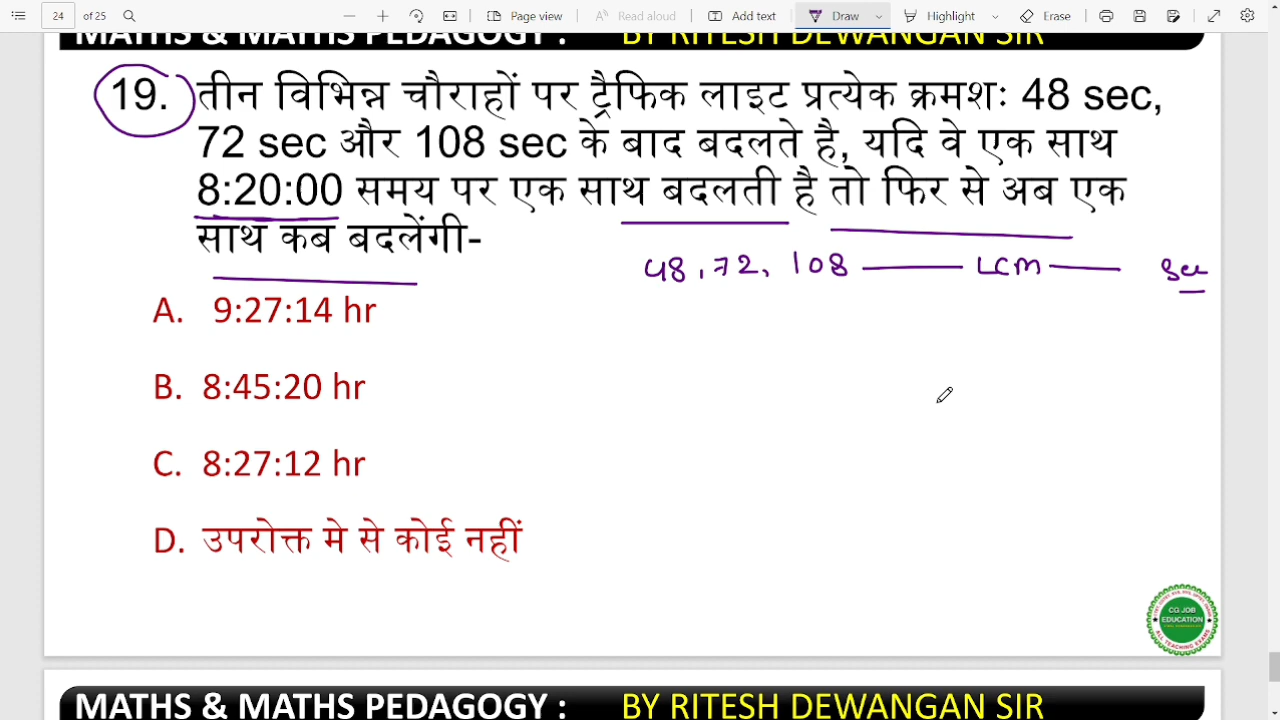 24 of 25 Page view Read aloud Add text Draw Highlight Erase
MATHS & MATHS PEDAGOGY : BY RITESH DEWANGAN SIR
19. तीन विभिन्न चौराहों पर ट्रैफिक लाइट प्रत्येक क्रमशः 48 sec,
72 sec और 108 sec के बाद बदलते है, यदि वे एक साथ
8:20:00 समय पर एक साथ बदलती है तो फिर से अब एक
साथ कब बदलेंगी-
48, 72, 108 LCM Sec
A. 9:27:14 hr
B. 8:45:20 hr
C. 8:27:12 hr
D. उपरोक्त मे से कोई नहीं
CG JOB
EDUCATION
ALL TEACHING EXAMS
MATHS & MATHS PEDAGOGY : BY RITESH DEWANGAN SIR